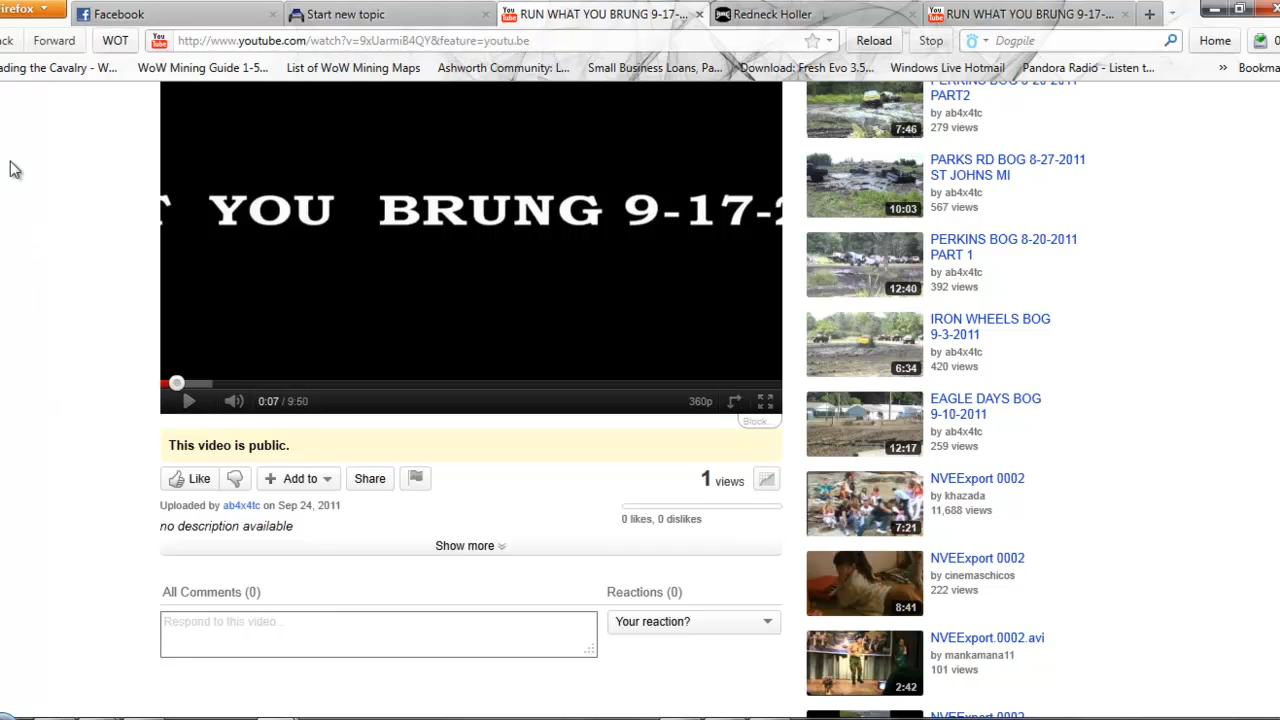 Firefox
Facebook
Start new topic
RUN WHAT YOU BRUNG 9-17-...
Redneck Holler
RUN WHAT YOU BRUNG 9-17-...
Forward
WOT
http://www.youtube.com/watch?v=9xUarmiB4QY&feature=youtu.be
Reload
Stop
Dogpile
Home
ading the Cavalry - W...
WoW Mining Guide 1-5...
List of WoW Mining Maps
Ashworth Community: L...
Small Business Loans, Pa...
Download: Fresh Evo 3.5...
Windows Live Hotmail
Pandora Radio - Listen t...
»
Bookma
YOU BRUNG 9-17-
0:07 / 9:50
360p
Block...
This video is public.
Like
Add to
Share
1 views
Uploaded by ab4x4tc on Sep 24, 2011
no description available
0 likes, 0 dislikes
Show more
All Comments (0)
Reactions (0)
Respond to this video...
Your reaction?
PERKINS BOG 8-20-2011
PART2
by ab4x4tc
279 views
7:46
PARKS RD BOG 8-27-2011
ST JOHNS MI
by ab4x4tc
567 views
10:03
PERKINS BOG 8-20-2011
PART 1
by ab4x4tc
392 views
12:40
IRON WHEELS BOG
9-3-2011
by ab4x4tc
420 views
6:34
EAGLE DAYS BOG
9-10-2011
by ab4x4tc
259 views
12:17
NVEExport 0002
by khazada
11,688 views
7:21
NVEExport 0002
by cinemaschicos
222 views
8:41
NVEExport.0002.avi
by mankamana11
101 views
2:42
NVEExport 0002